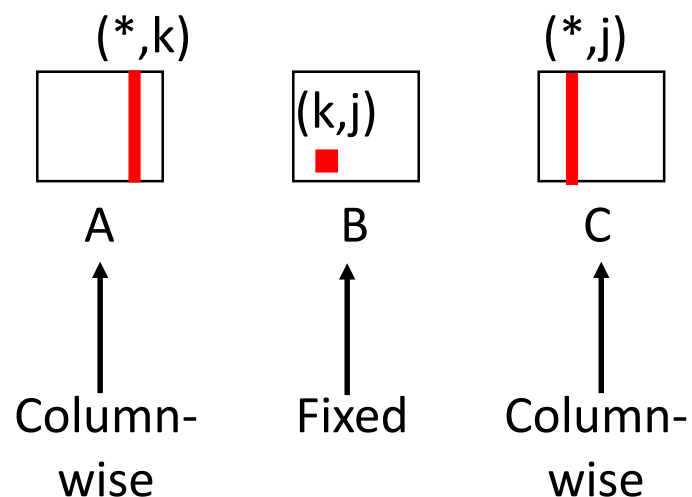 (*,k)
(*,j)
(k,j)
A
B
C
Column-
wise
Fixed
Column-
wise